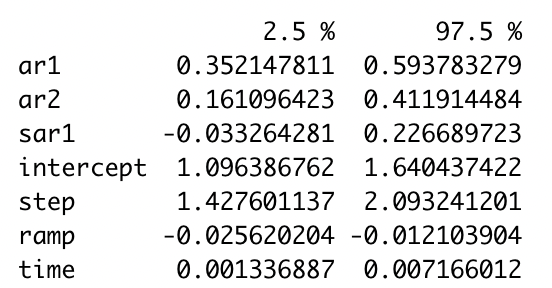 2.5 % 97.5 %
ar1 0.352147811 0.593783279
ar2 0.161096423 0.411914484
sar1 -0.033264281 0.226689723
intercept 1.096386762 1.640437422
step 1.427601137 2.093241201
ramp -0.025620204 -0.012103904
time 0.001336887 0.007166012